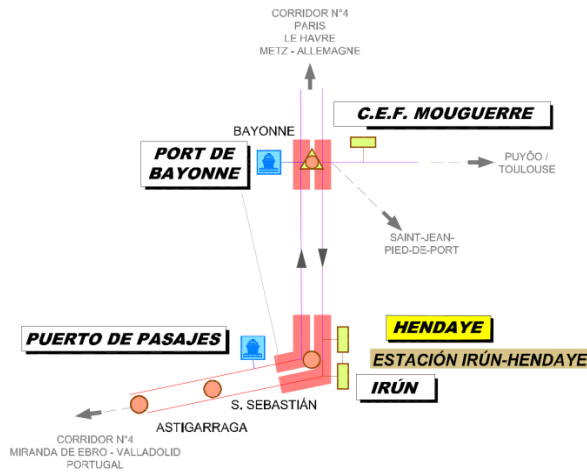 CORRIDOR N°4
PARIS
LE HAVRE
METZ - ALLEMAGNE
C.E.F. MOUGUERRE
BAYONNE
PORT DE
BAYONNE
PUYÔO /
TOULOUSE
SAINT-JEAN-
PIED-DE-PORT
HENDAYE
PUERTO DE PASAJES
ESTACIÓN IRÚN-HENDAYE
IRÚN
S. SEBASTIÁN
ASTIGARRAGA
CORRIDOR N°4
MIRANDA DE EBRO - VALLADOLID
PORTUGAL